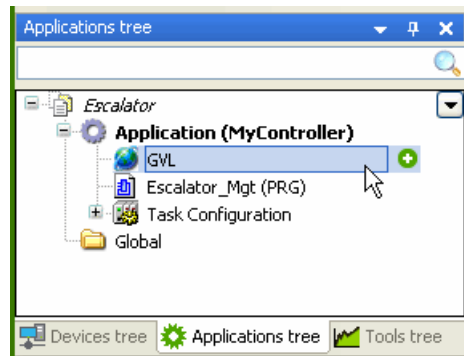 Applications tree
Escalator
Application (MyController)
GVL
Escalator_Mgt (PRG)
Task Configuration
Global
Devices tree Applications tree Tools tree